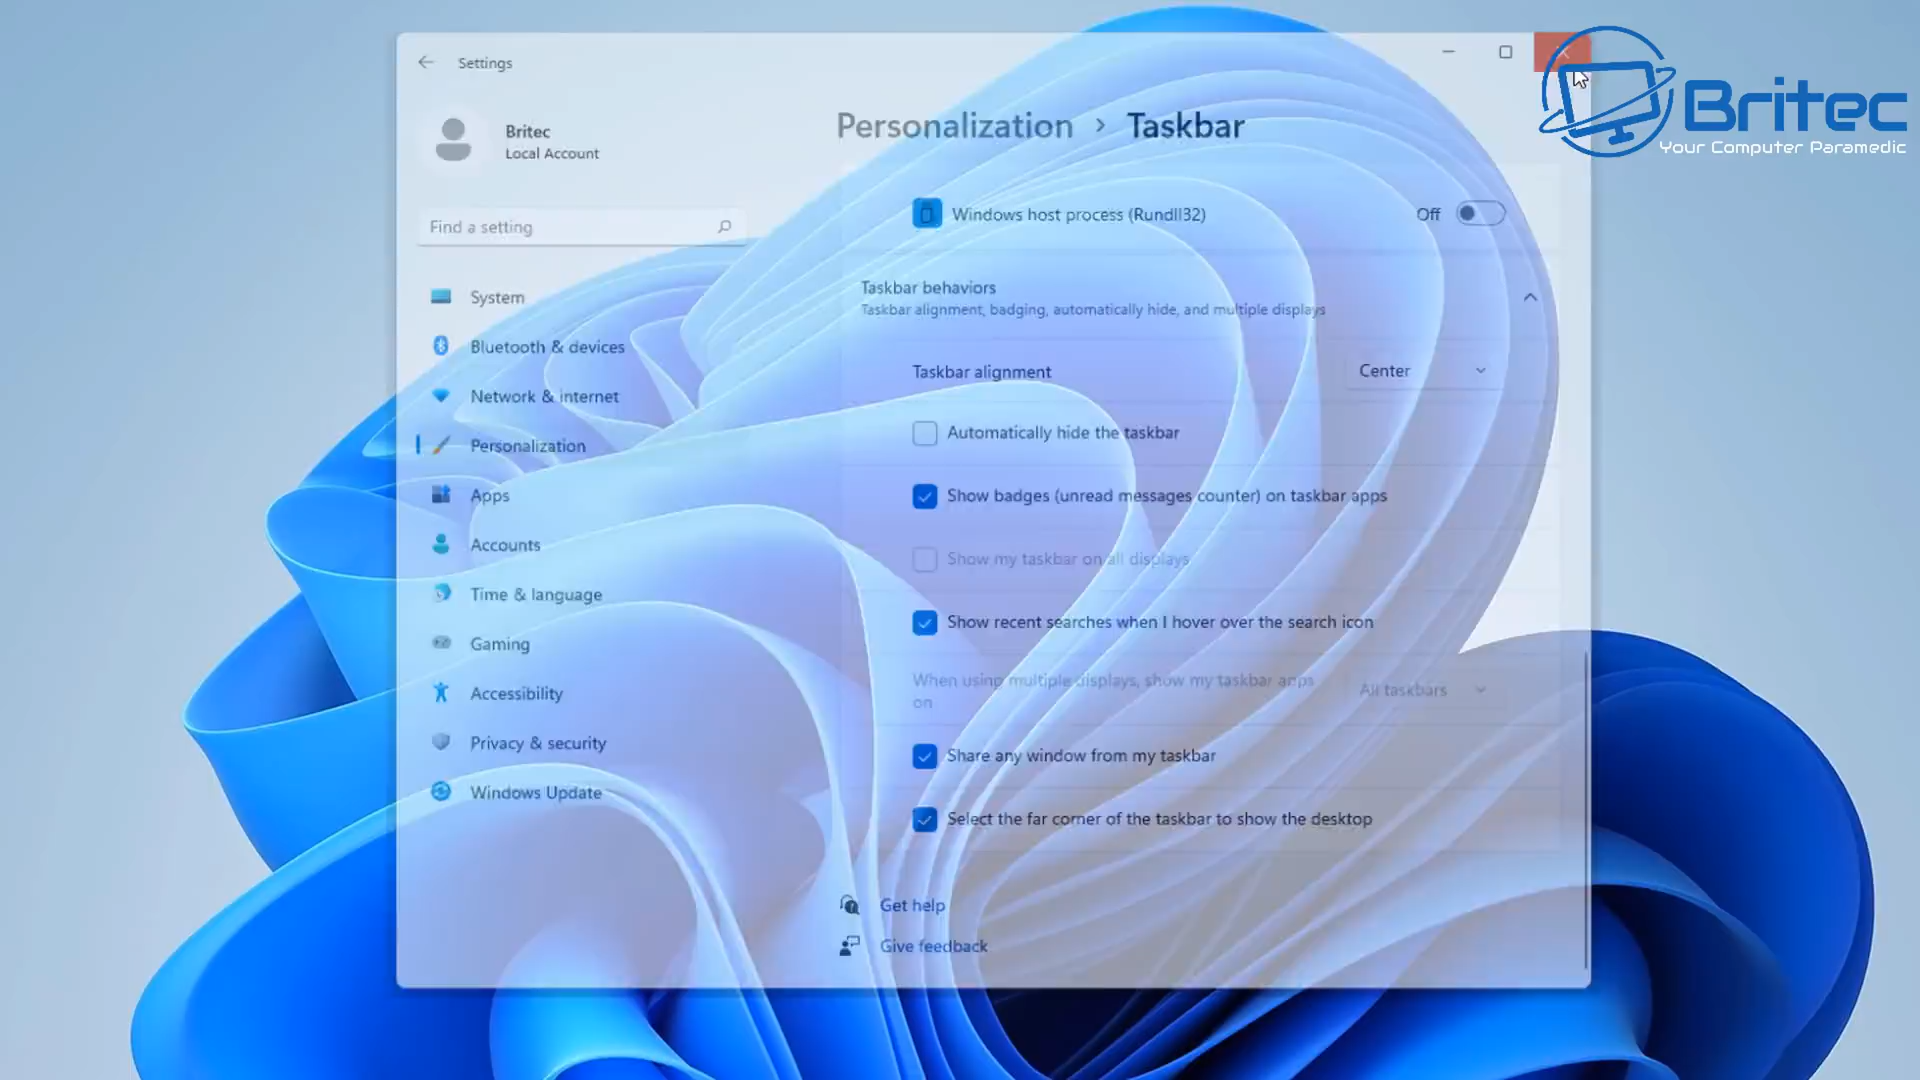 Settings
Britec
Local Account
Find a setting
System
Bluetooth & devices
Network & internet
Personalization
Apps
Accounts
Time & language
Gaming
Accessibility
Privacy & security
Windows Update
Personalization > Taskbar
Windows host process (Rundll32)
Off
Taskbar behaviors
Taskbar alignment, badging, automatically hide, and multiple displays
Taskbar alignment
Center
Automatically hide the taskbar
Show badges (unread messages counter) on taskbar apps
Show my taskbar on all displays
Show recent searches when I hover over the search icon
When using multiple displays, show my taskbar apps
on
All taskbars
Share any window from my taskbar
Select the far corner of the taskbar to show the desktop
Get help
Give feedback
Britec
Your Computer Paramedic